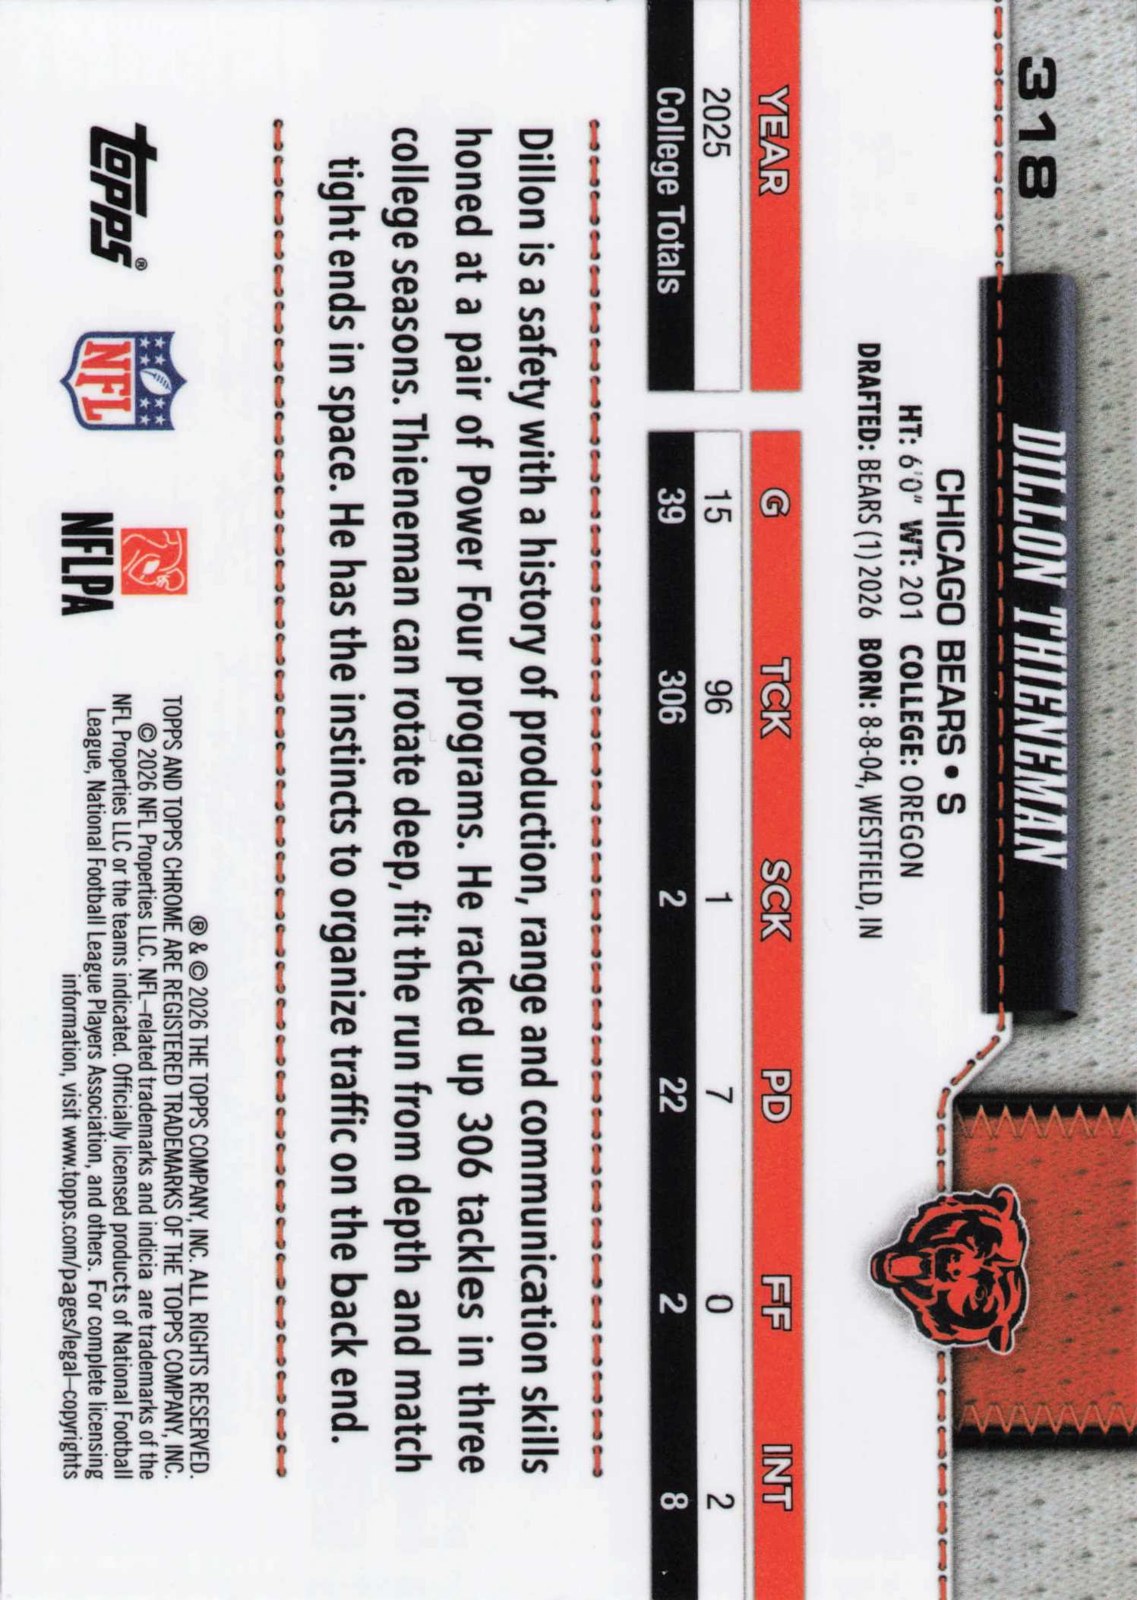 318
DILLON THIENEMAN
CHICAGO BEARS • S
HT: 6'0" WT: 201 COLLEGE: OREGON
DRAFTED: BEARS (1) 2026 BORN: 8-8-04, WESTFIELD, IN
YEAR G TCK SCK PD FF INT
2025 15 96 1 7 0 2
College Totals 39 306 2 22 2 8
Dillon is a safety with a history of production, range and communication skills
honed at a pair of Power Four programs. He racked up 306 tackles in three
college seasons. Thieneman can rotate deep, fit the run from depth and match
tight ends in space. He has the instincts to organize traffic on the back end.
topps®
NFL
NFLPA
® & © 2026 THE TOPPS COMPANY, INC. ALL RIGHTS RESERVED.
TOPPS AND TOPPS CHROME ARE REGISTERED TRADEMARKS OF THE TOPPS COMPANY, INC.
© 2026 NFL Properties LLC. NFL-related trademarks and indicia are trademarks of the
NFL Properties LLC or the teams indicated. Officially licensed products of National Football
League, National Football League Players Association, and others. For complete licensing
information, visit www.topps.com/pages/legal-copyrights